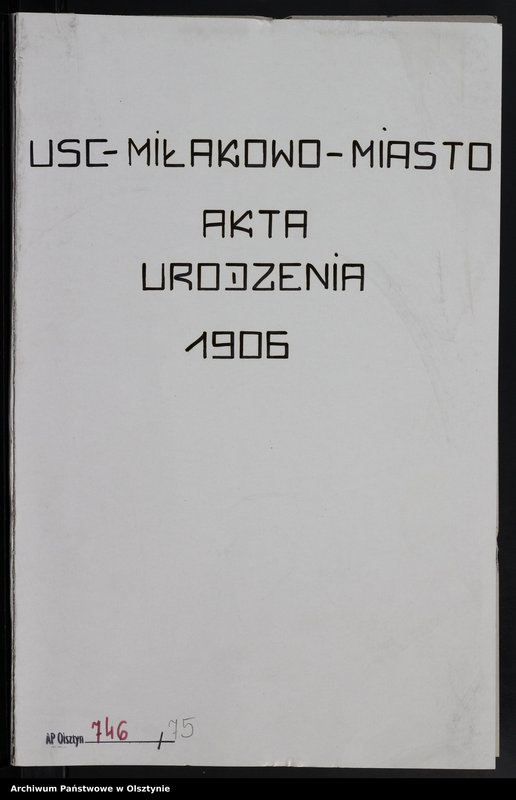 USC-MIŁAKOWO-MIASTO
AKTA
URODZENIA
1906
AP Olsztyn 746 / 75
Archiwum Państwowe w Olsztynie